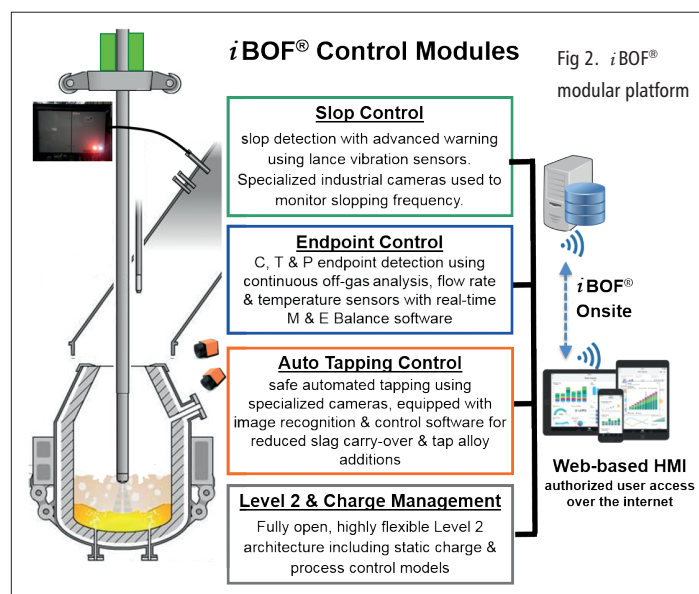 iBOF® Control Modules
Fig 2. iBOF®
modular platform
Slop Control
slop detection with advanced warning
using lance vibration sensors.
Specialized industrial cameras used to
monitor slopping frequency.
Endpoint Control
C, T & P endpoint detection using
continuous off-gas analysis, flow rate
& temperature sensors with real-time
M & E Balance software
Auto Tapping Control
safe automated tapping using
specialized cameras, equipped with
image recognition & control software for
reduced slag carry-over & tap alloy
additions
Level 2 & Charge Management
Fully open, highly flexible Level 2
architecture including static charge &
process control models
iBOF®
Onsite
Web-based HMI
authorized user access
over the internet